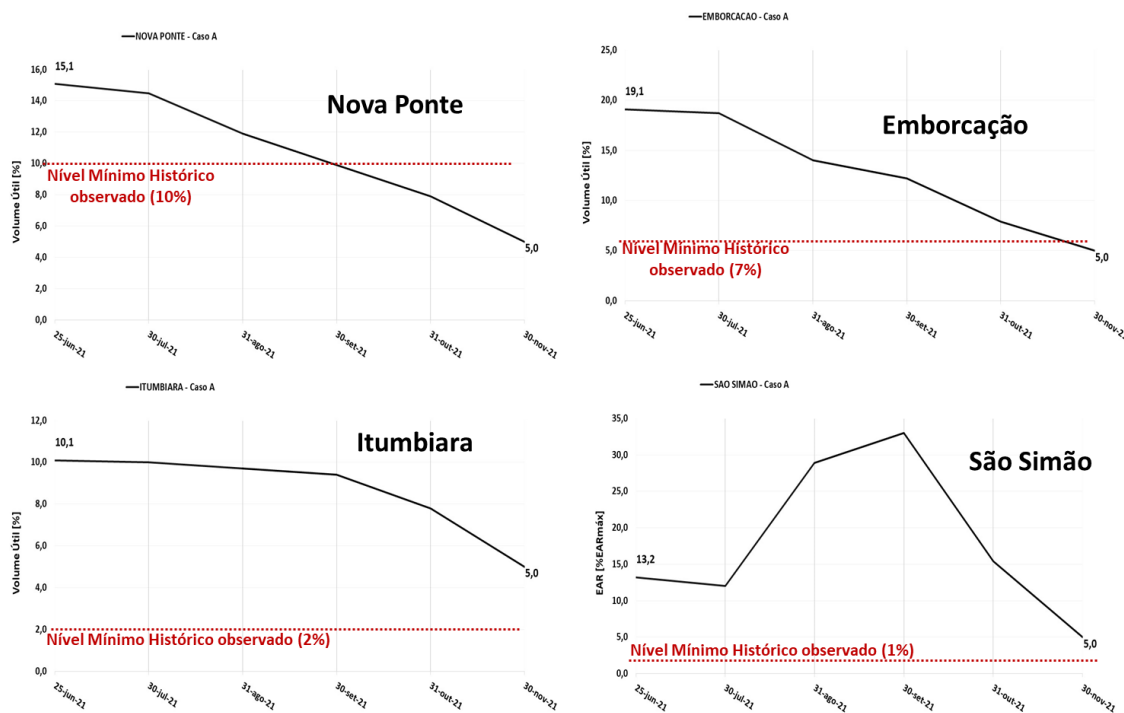 NOVA PONTE - Caso A
15,1
Nova Ponte
Volume Útil [%]
16,0
14,0
12,0
10,0
8,0
6,0
4,0
2,0
0,0
Nível Mínimo Histórico
observado (10%)
5,0
25-jun-21
30-jul-21
31-ago-21
30-set-21
31-out-21
30-nov-21
EMBORCACAO - Caso A
19,1
Emborcação
Volume Útil [%]
25,0
20,0
15,0
10,0
5,0
0,0
Nível Mínimo Histórico
observado (7%)
5,0
25-jun-21
30-jul-21
31-ago-21
30-set-21
31-out-21
30-nov-21
ITUMBIARA - Caso A
10,1
Itumbiara
Volume Útil [%]
12,0
10,0
8,0
6,0
4,0
2,0
0,0
Nível Mínimo Histórico observado (2%)
5,0
25-jun-21
30-jul-21
31-ago-21
30-set-21
31-out-21
30-nov-21
SAO SIMAO - Caso A
13,2
São Simão
EAR [%EARmáx]
35,0
30,0
25,0
20,0
15,0
10,0
5,0
0,0
Nível Mínimo Histórico observado (1%)
5,0
25-jun-21
30-jul-21
31-ago-21
30-set-21
31-out-21
30-nov-21